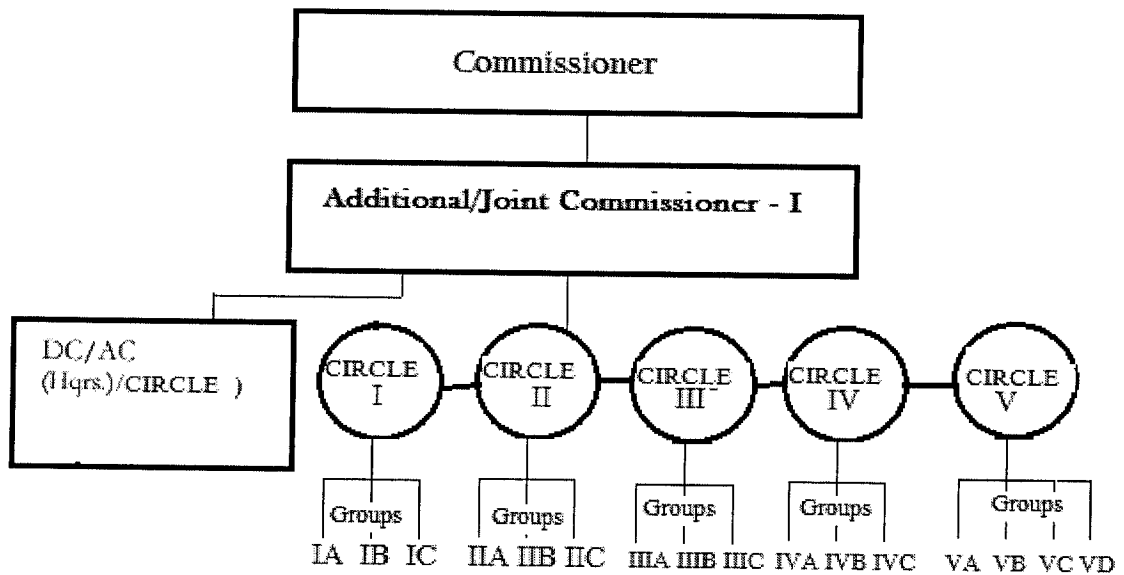 Commissioner
Additional/Joint Commissioner - I
DC/AC
(Hqrs.)/CIRCLE )
CIRCLE
I
CIRCLE
II
CIRCLE
III
CIRCLE
IV
CIRCLE
V
Groups
IA IB IC
Groups
IIA IIB IIC
Groups
IIIA IIIB IIIC
Groups
IVA IVB IVC
Groups
VA VB VC VD